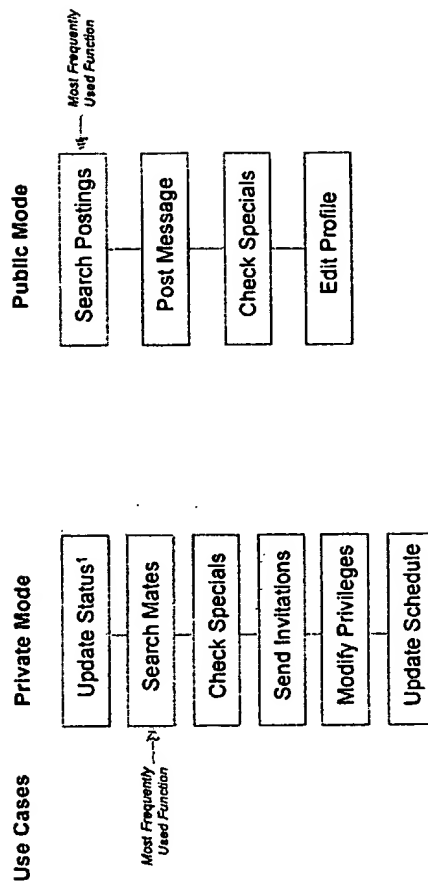 Use Cases
Private Mode
Update Status¹
Search Mates
Check Specials
Send Invitations
Modify Privileges
Update Schedule
Most Frequently
Used Function
Public Mode
Search Postings
Post Message
Check Specials
Edit Profile
Most Frequently
Used Function